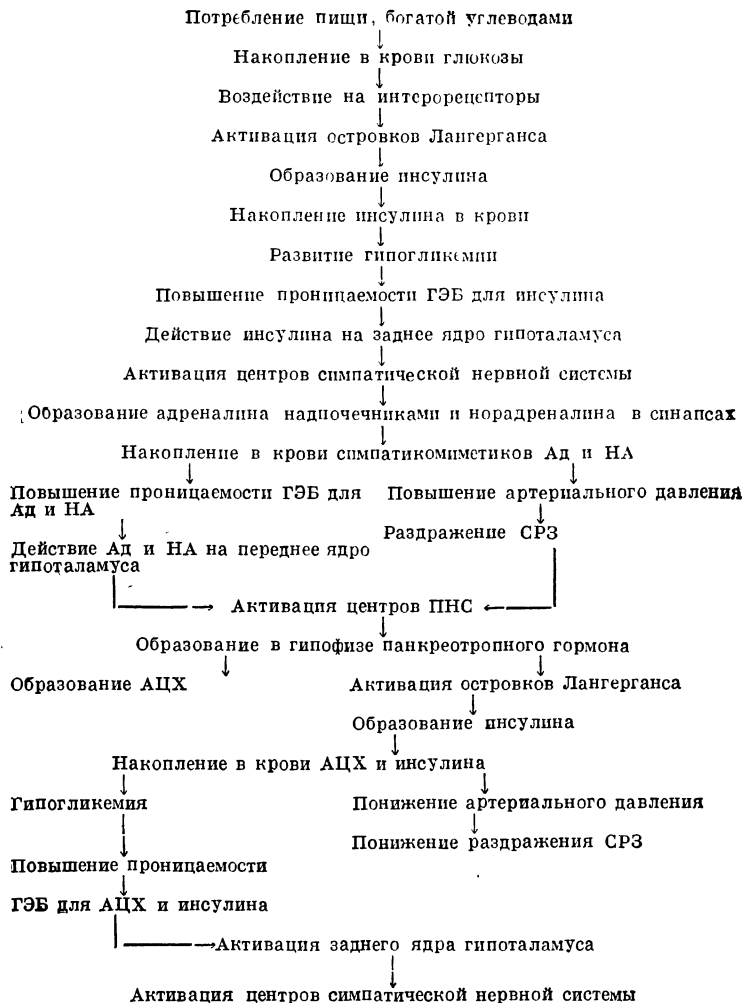 Потребление пищи, богатой углеводами
Накопление в крови глюкозы
Воздействие на интерорецепторы
Активация островков Лангерганса
Образование инсулина
Накопление инсулина в крови
Развитие гипогликемии
Повышение проницаемости ГЭБ для инсулина
Действие инсулина на заднее ядро гипоталамуса
Активация центров симпатической нервной системы
Образование адреналина надпочечниками и норадреналина в синапсах
Накопление в крови симпатикомиметиков Ад и НА
Повышение проницаемости ГЭБ для
Ад и НА
Повышение артериального давления
Раздражение СРЗ
Действие Ад и НА на переднее ядро
гипоталамуса
Активация центров ПНС
Образование в гипофизе панкреотропного гормона
Образование АЦХ
Активация островков Лангерганса
Образование инсулина
Накопление в крови АЦХ и инсулина
Гипогликемия
Понижение артериального давления
Понижение раздражения СРЗ
Повышение проницаемости
ГЭБ для АЦХ и инсулина
Активация заднего ядра гипоталамуса
Активация центров симпатической нервной системы